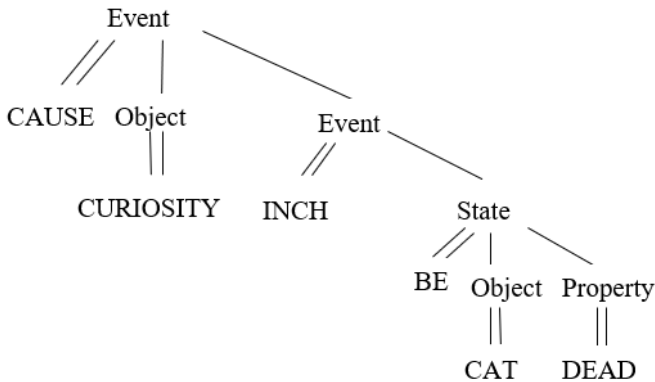 Event
CAUSE Object
Event
CURIOSITY INCH
State
BE
Object Property
CAT DEAD